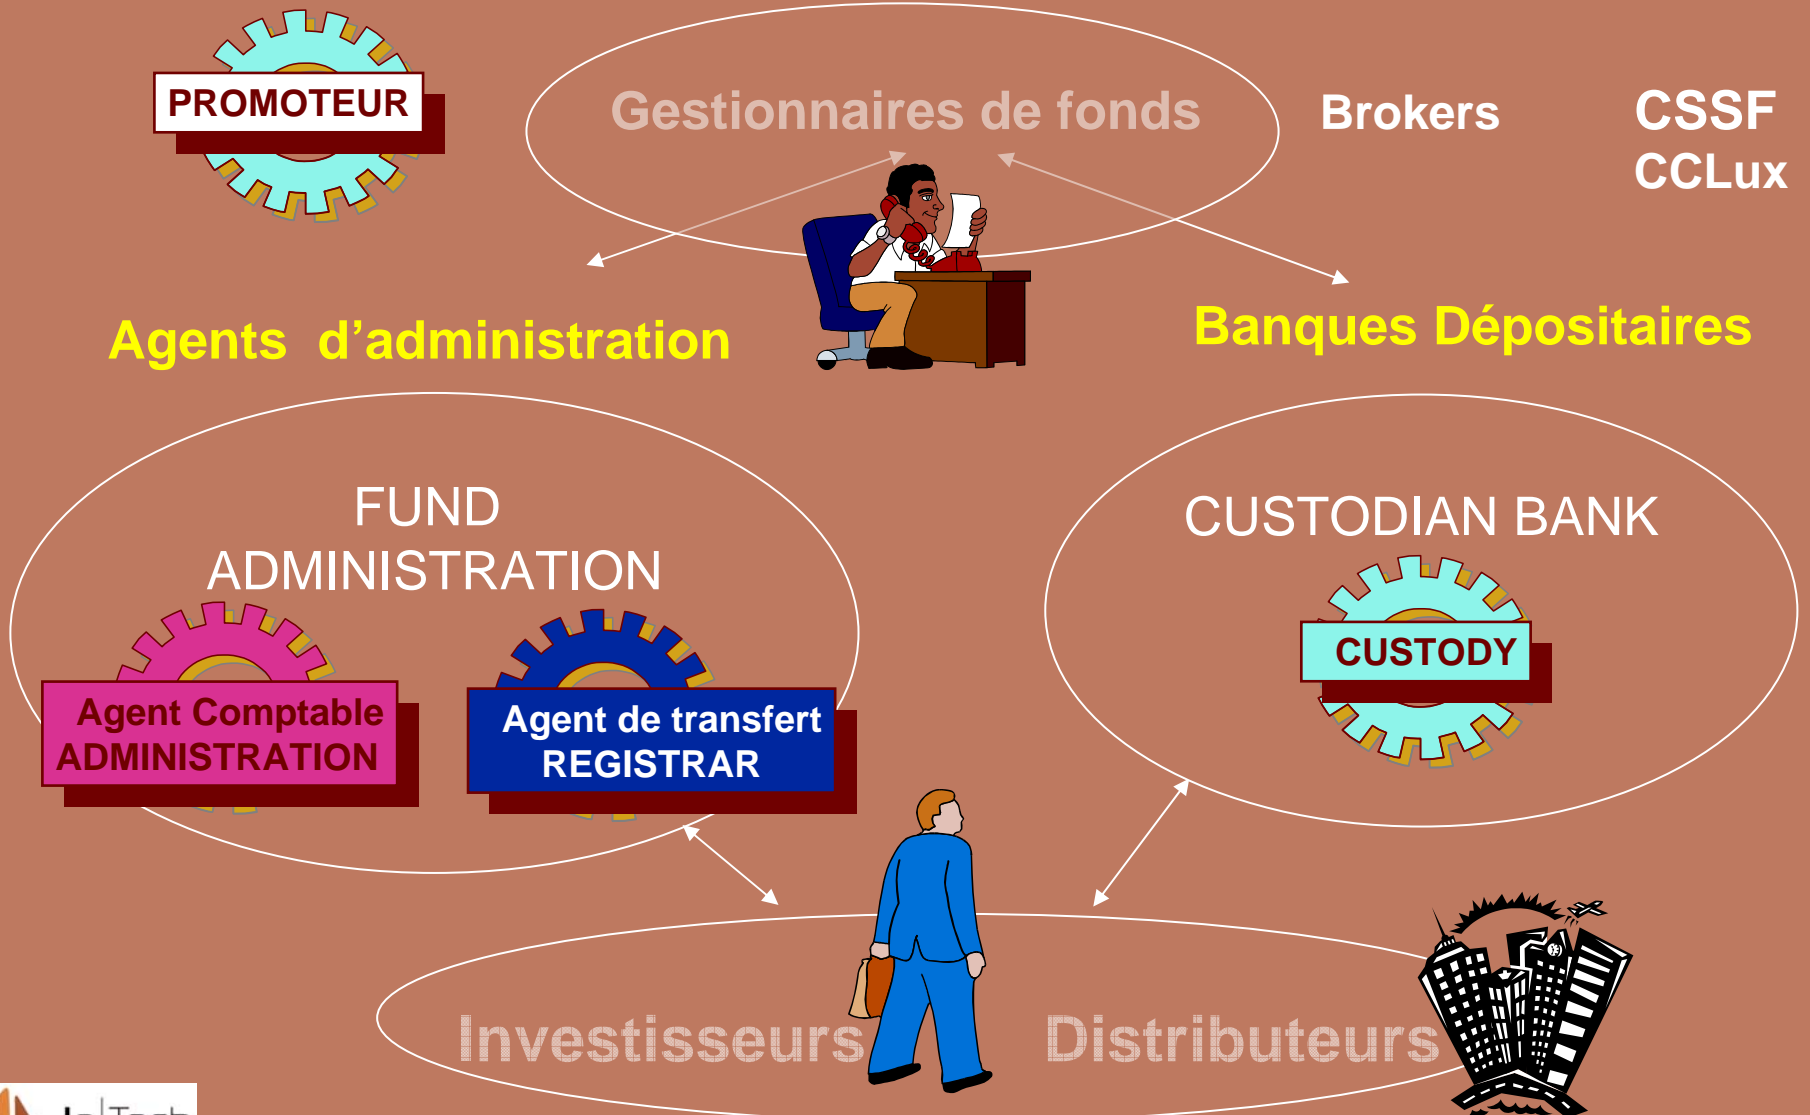 PROMOTEUR
Gestionnaires de fonds
Brokers
CSSF
CCLux
Agents d’administration
Banques Dépositaires
FUND
ADMINISTRATION
CUSTODIAN BANK
CUSTODY
Agent Comptable
ADMINISTRATION
Agent de transfert
REGISTRAR
Investisseurs
Distributeurs